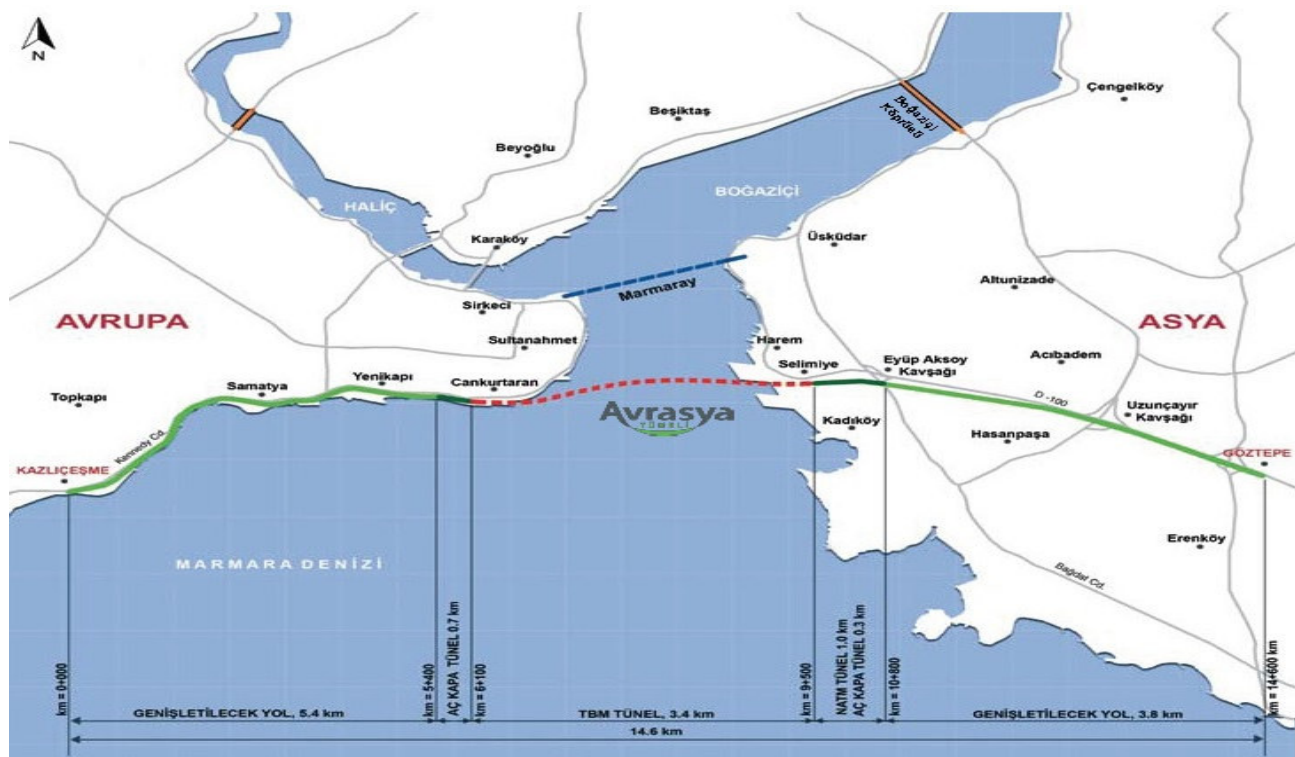 N
Çengelköy
Beşiktaş
Boğaziçi
Köprüsü
Beyoğlu
BOĞAZİÇİ
HALİÇ
Karaköy
Üsküdar
Marmaray
Altunizade
Sirkeci
AVRUPA
ASYA
Sultanahmet
Harem
Acıbadem
Selimiye
Eyüp Aksoy
Kavşağı
Yenikapı
Samatya
Cankurtaran
Topkapı
D -100
Avrasya
TÜNELİ
Kadıköy
Uzunçayır
Kavşağı
Hasanpaşa
Kennedy Cd.
KAZLIÇEŞME
GÖZTEPE
Erenköy
MARMARA DENİZİ
Bağdat Cd.
km = 0+000
km = 5+400
AÇ KAPA TÜNEL 0.7 km
km = 6+100
km = 9+500
NATM TÜNEL 1.0 km
AÇ KAPA TÜNEL 0.3 km
km = 10+800
km = 14+600 km
GENİŞLETİLECEK YOL, 5.4 km
TBM TÜNEL, 3.4 km
GENİŞLETİLECEK YOL, 3.8 km
14.6 km